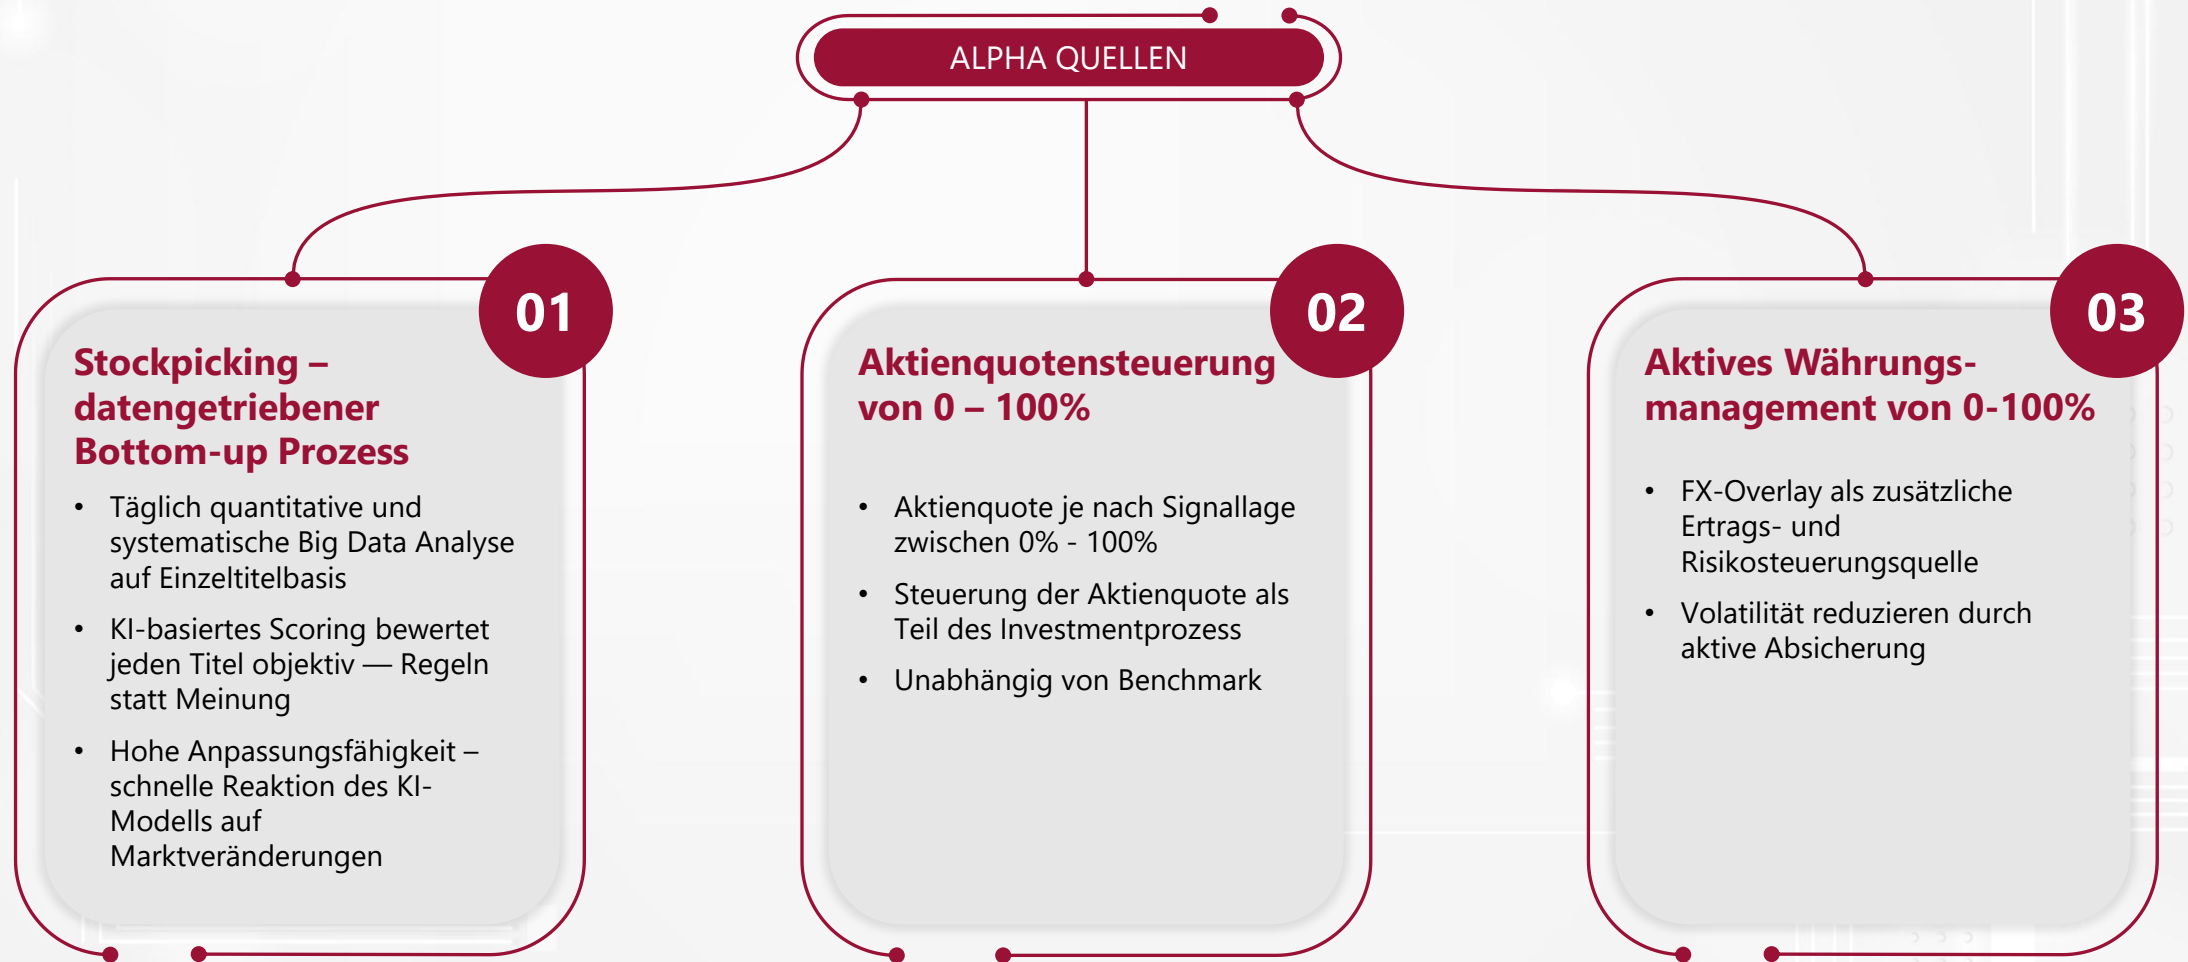 ALPHA QUELLEN
01
Stockpicking –
datengetriebener
Bottom-up Prozess
• Täglich quantitative und
systematische Big Data Analyse
auf Einzeltitelbasis
• KI-basiertes Scoring bewertet
jeden Titel objektiv — Regeln
statt Meinung
• Hohe Anpassungsfähigkeit –
schnelle Reaktion des KI-
Modells auf
Marktveränderungen
02
Aktienquotensteuerung
von 0 – 100%
• Aktienquote je nach Signallage
zwischen 0% - 100%
• Steuerung der Aktienquote als
Teil des Investmentprozess
• Unabhängig von Benchmark
03
Aktives Währungs-
management von 0-100%
• FX-Overlay als zusätzliche
Ertrags- und
Risikosteuerungsquelle
• Volatilität reduzieren durch
aktive Absicherung